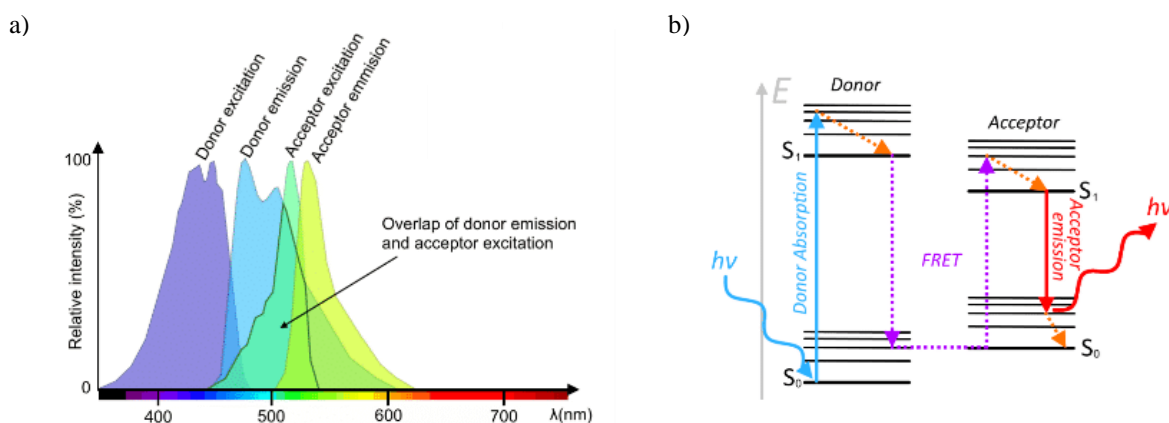 a)
Donor excitation
Donor emission
Acceptor excitation
Acceptor emmision
100
Relative intensity (%)
Overlap of donor emission
and acceptor excitation
0
400
500
600
700
λ(nm)
b)
E
Donor
Acceptor
S1
S1
Donor Absorption
FRET
Acceptor
emission
hν
hν
S0
S0